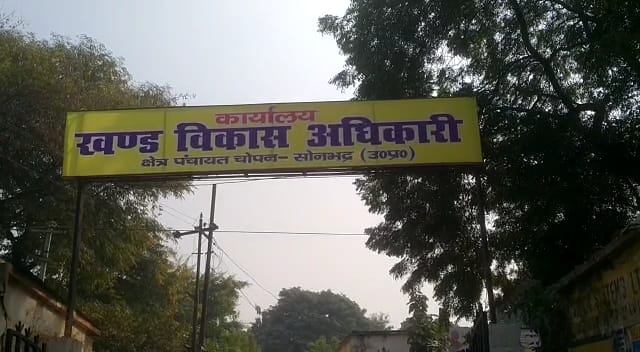 कार्यालय
खण्ड विकास अधिकारी
क्षेत्र पंचायत चोपन- सोनभद्र (उ०प्र०)